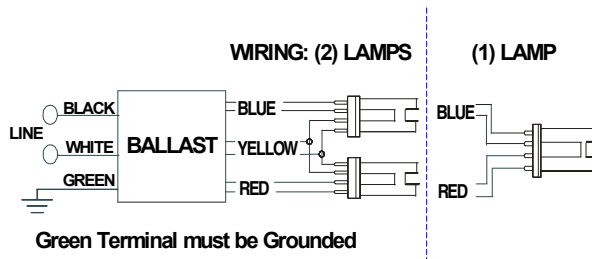 WIRING: (2) LAMPS
(1) LAMP
BLACK
BLUE
BLUE
LINE
BALLAST
WHITE
YELLOW
GREEN
RED
RED
Green Terminal must be Grounded